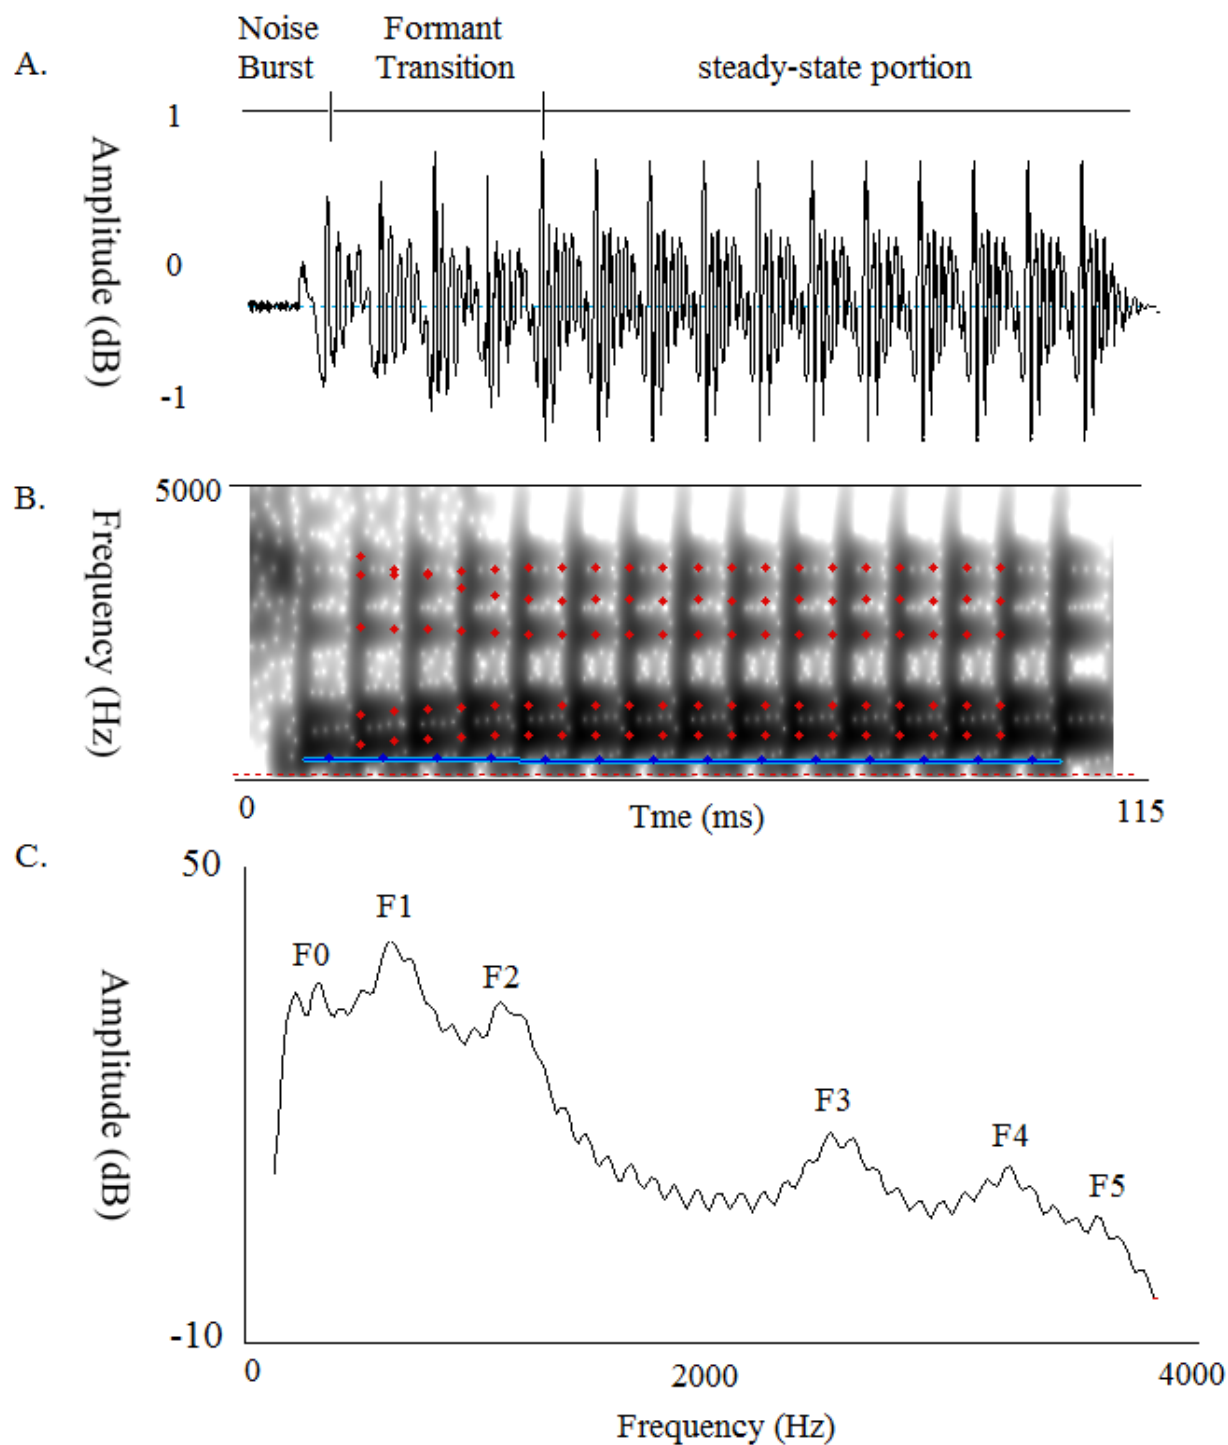 A.
Noise
Burst
Formant
Transition
steady-state portion
Amplitude (dB)
1
0
-1
B.
Frequency (Hz)
5000
0
Tme (ms)
115
C.
Amplitude (dB)
50
-10
F0
F1
F2
F3
F4
F5
0
2000
4000
Frequency (Hz)